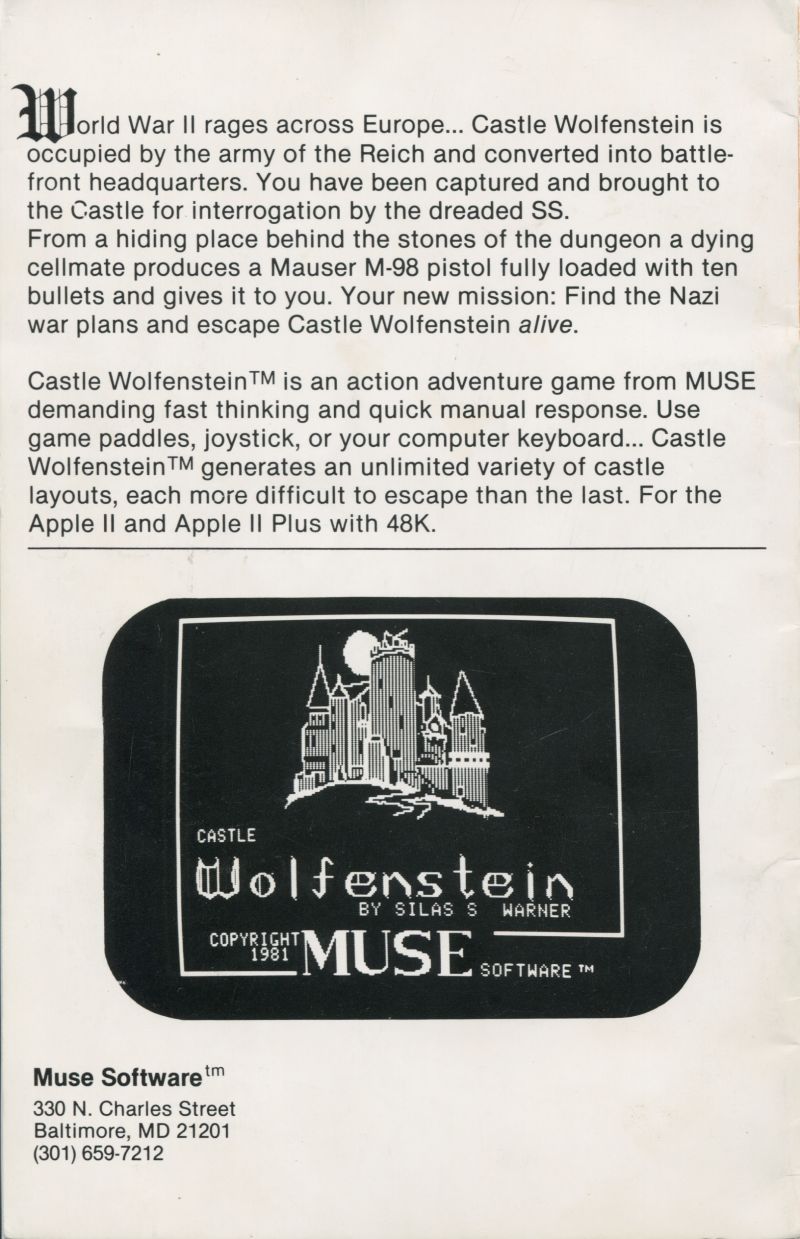 World War II rages across Europe... Castle Wolfenstein is
occupied by the army of the Reich and converted into battle-
front headquarters. You have been captured and brought to
the Castle for interrogation by the dreaded SS.
From a hiding place behind the stones of the dungeon a dying
cellmate produces a Mauser M-98 pistol fully loaded with ten
bullets and gives it to you. Your new mission: Find the Nazi
war plans and escape Castle Wolfenstein alive.
Castle Wolfenstein™ is an action adventure game from MUSE
demanding fast thinking and quick manual response. Use
game paddles, joystick, or your computer keyboard... Castle
Wolfenstein™ generates an unlimited variety of castle
layouts, each more difficult to escape than the last. For the
Apple II and Apple II Plus with 48K.
CASTLE
Wolfenstein
BY SILAS S WARNER
COPYRIGHT
1981
MUSE
SOFTWARE ™
Muse Software tm
330 N. Charles Street
Baltimore, MD 21201
(301) 659-7212